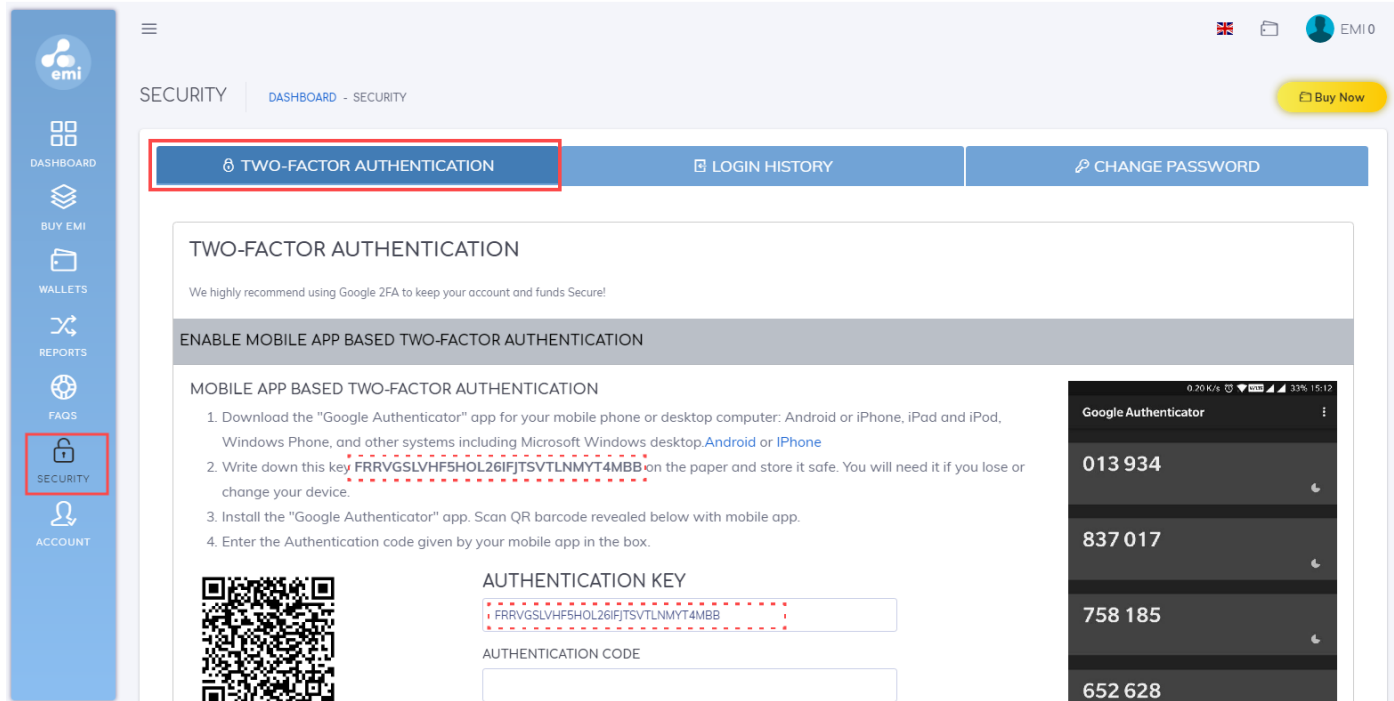 emi
EMI 0
SECURITY
DASHBOARD - SECURITY
Buy Now
DASHBOARD
BUY EMI
WALLETS
REPORTS
FAQS
SECURITY
ACCOUNT
TWO-FACTOR AUTHENTICATION
LOGIN HISTORY
CHANGE PASSWORD
TWO-FACTOR AUTHENTICATION
We highly recommend using Google 2FA to keep your account and funds Secure!
ENABLE MOBILE APP BASED TWO-FACTOR AUTHENTICATION
MOBILE APP BASED TWO-FACTOR AUTHENTICATION
1. Download the "Google Authenticator" app for your mobile phone or desktop computer: Android or iPhone, iPad and iPod,
Windows Phone, and other systems including Microsoft Windows desktop.Android or IPhone
2. Write down this key FRRVGSLVHF5HOL26IFJTSVTLNMYT4MBB on the paper and store it safe. You will need it if you lose or
change your device.
3. Install the "Google Authenticator" app. Scan QR barcode revealed below with mobile app.
4. Enter the Authentication code given by your mobile app in the box.
AUTHENTICATION KEY
FRRVGSLVHF5HOL26IFJTSVTLNMYT4MBB
AUTHENTICATION CODE
0.20 K/s 33% 15:12
Google Authenticator
013 934
837 017
758 185
652 628